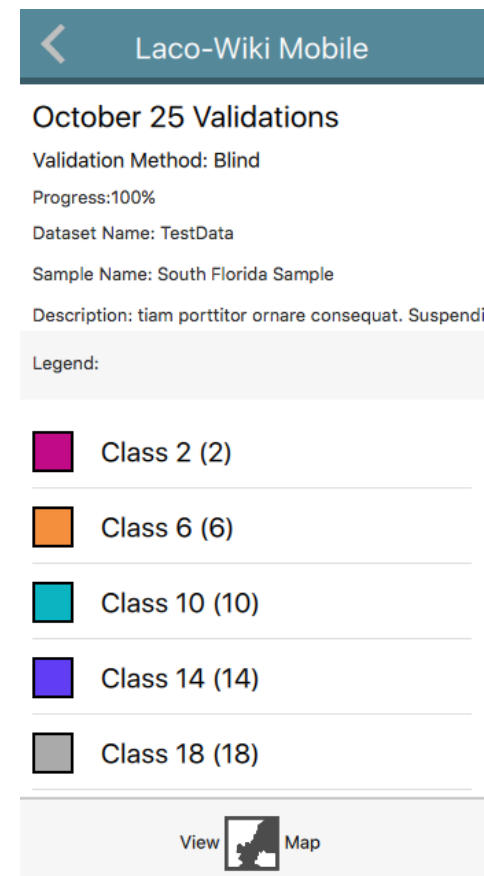 Laco-Wiki Mobile
October 25 Validations
Validation Method: Blind
Progress:100%
Dataset Name: TestData
Sample Name: South Florida Sample
Description: tiam porttitor ornare consequat. Suspendi
Legend:
Class 2 (2)
Class 6 (6)
Class 10 (10)
Class 14 (14)
Class 18 (18)
View Map